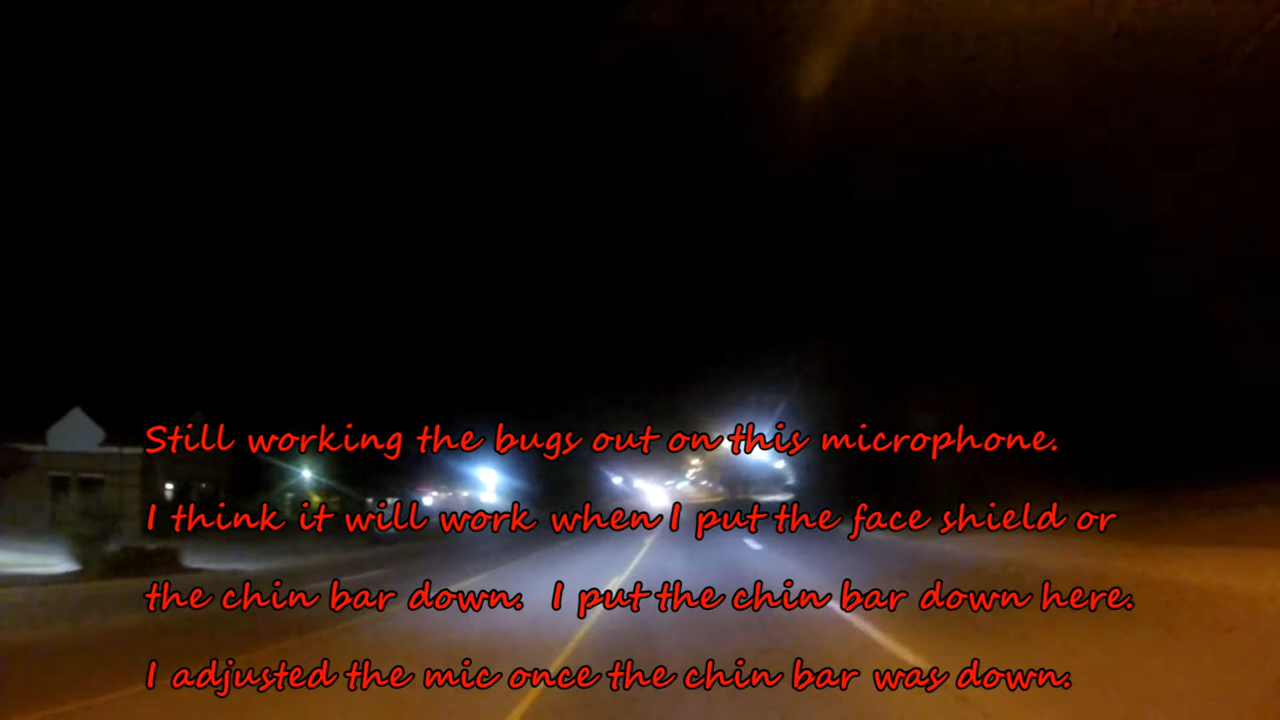 Still working the bugs out on this microphone.
I think it will work when I put the face shield or
the chin bar down.  I put the chin bar down here.
I adjusted the mic once the chin bar was down.